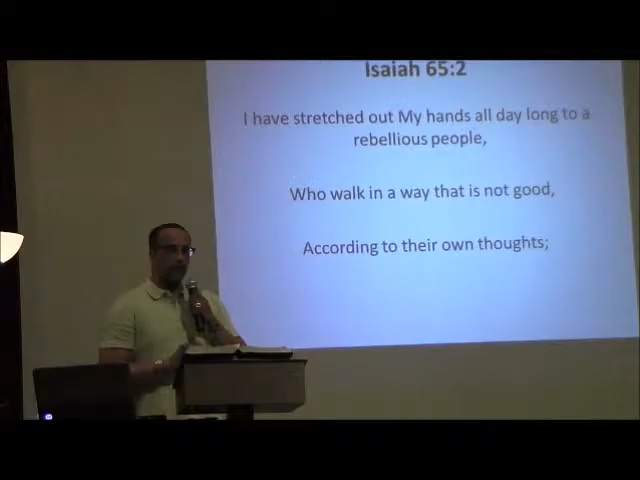 Isaiah 65:2
I have stretched out My hands all day long to a
rebellious people,
Who walk in a way that is not good,
According to their own thoughts;